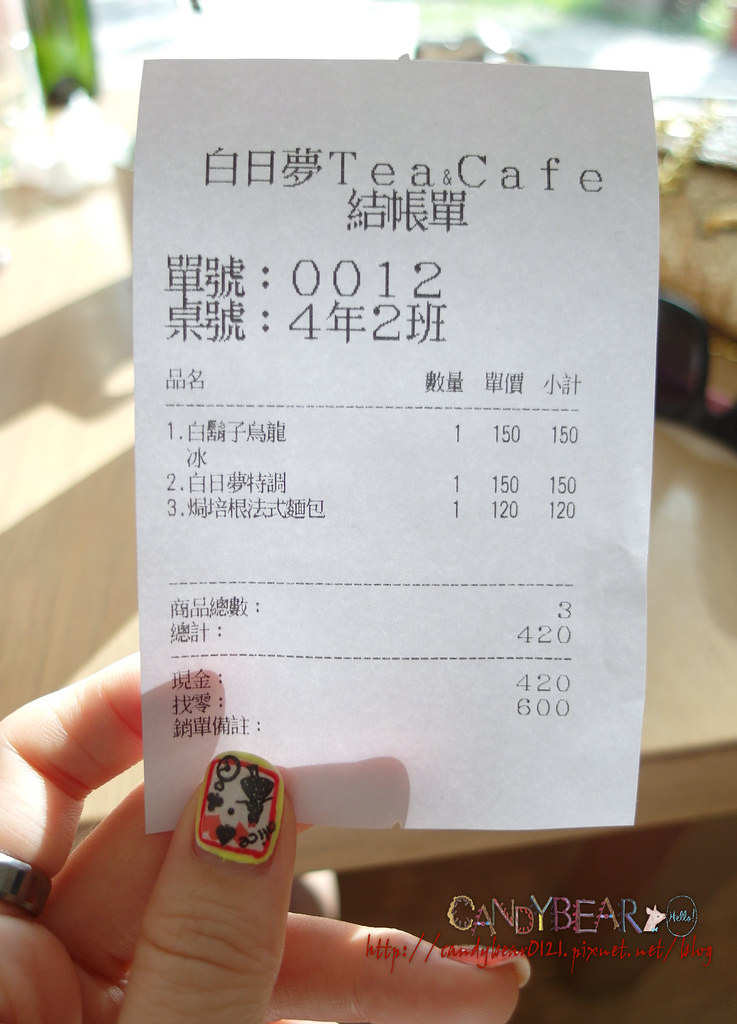 白日夢Tea&Cafe
結帳單
單號：0012
桌號：4年2班
品名 數量 單價 小計
1.白鬍子烏龍 1 150 150
冰
2.白日夢特調 1 150 150
3.焗培根法式麵包 1 120 120
商品總數： 3
總計： 420
現金： 420
找零： 600
銷單備註：
alice
CANDYBEAR Hello!
http://candybear0121.pixnet.net/blog